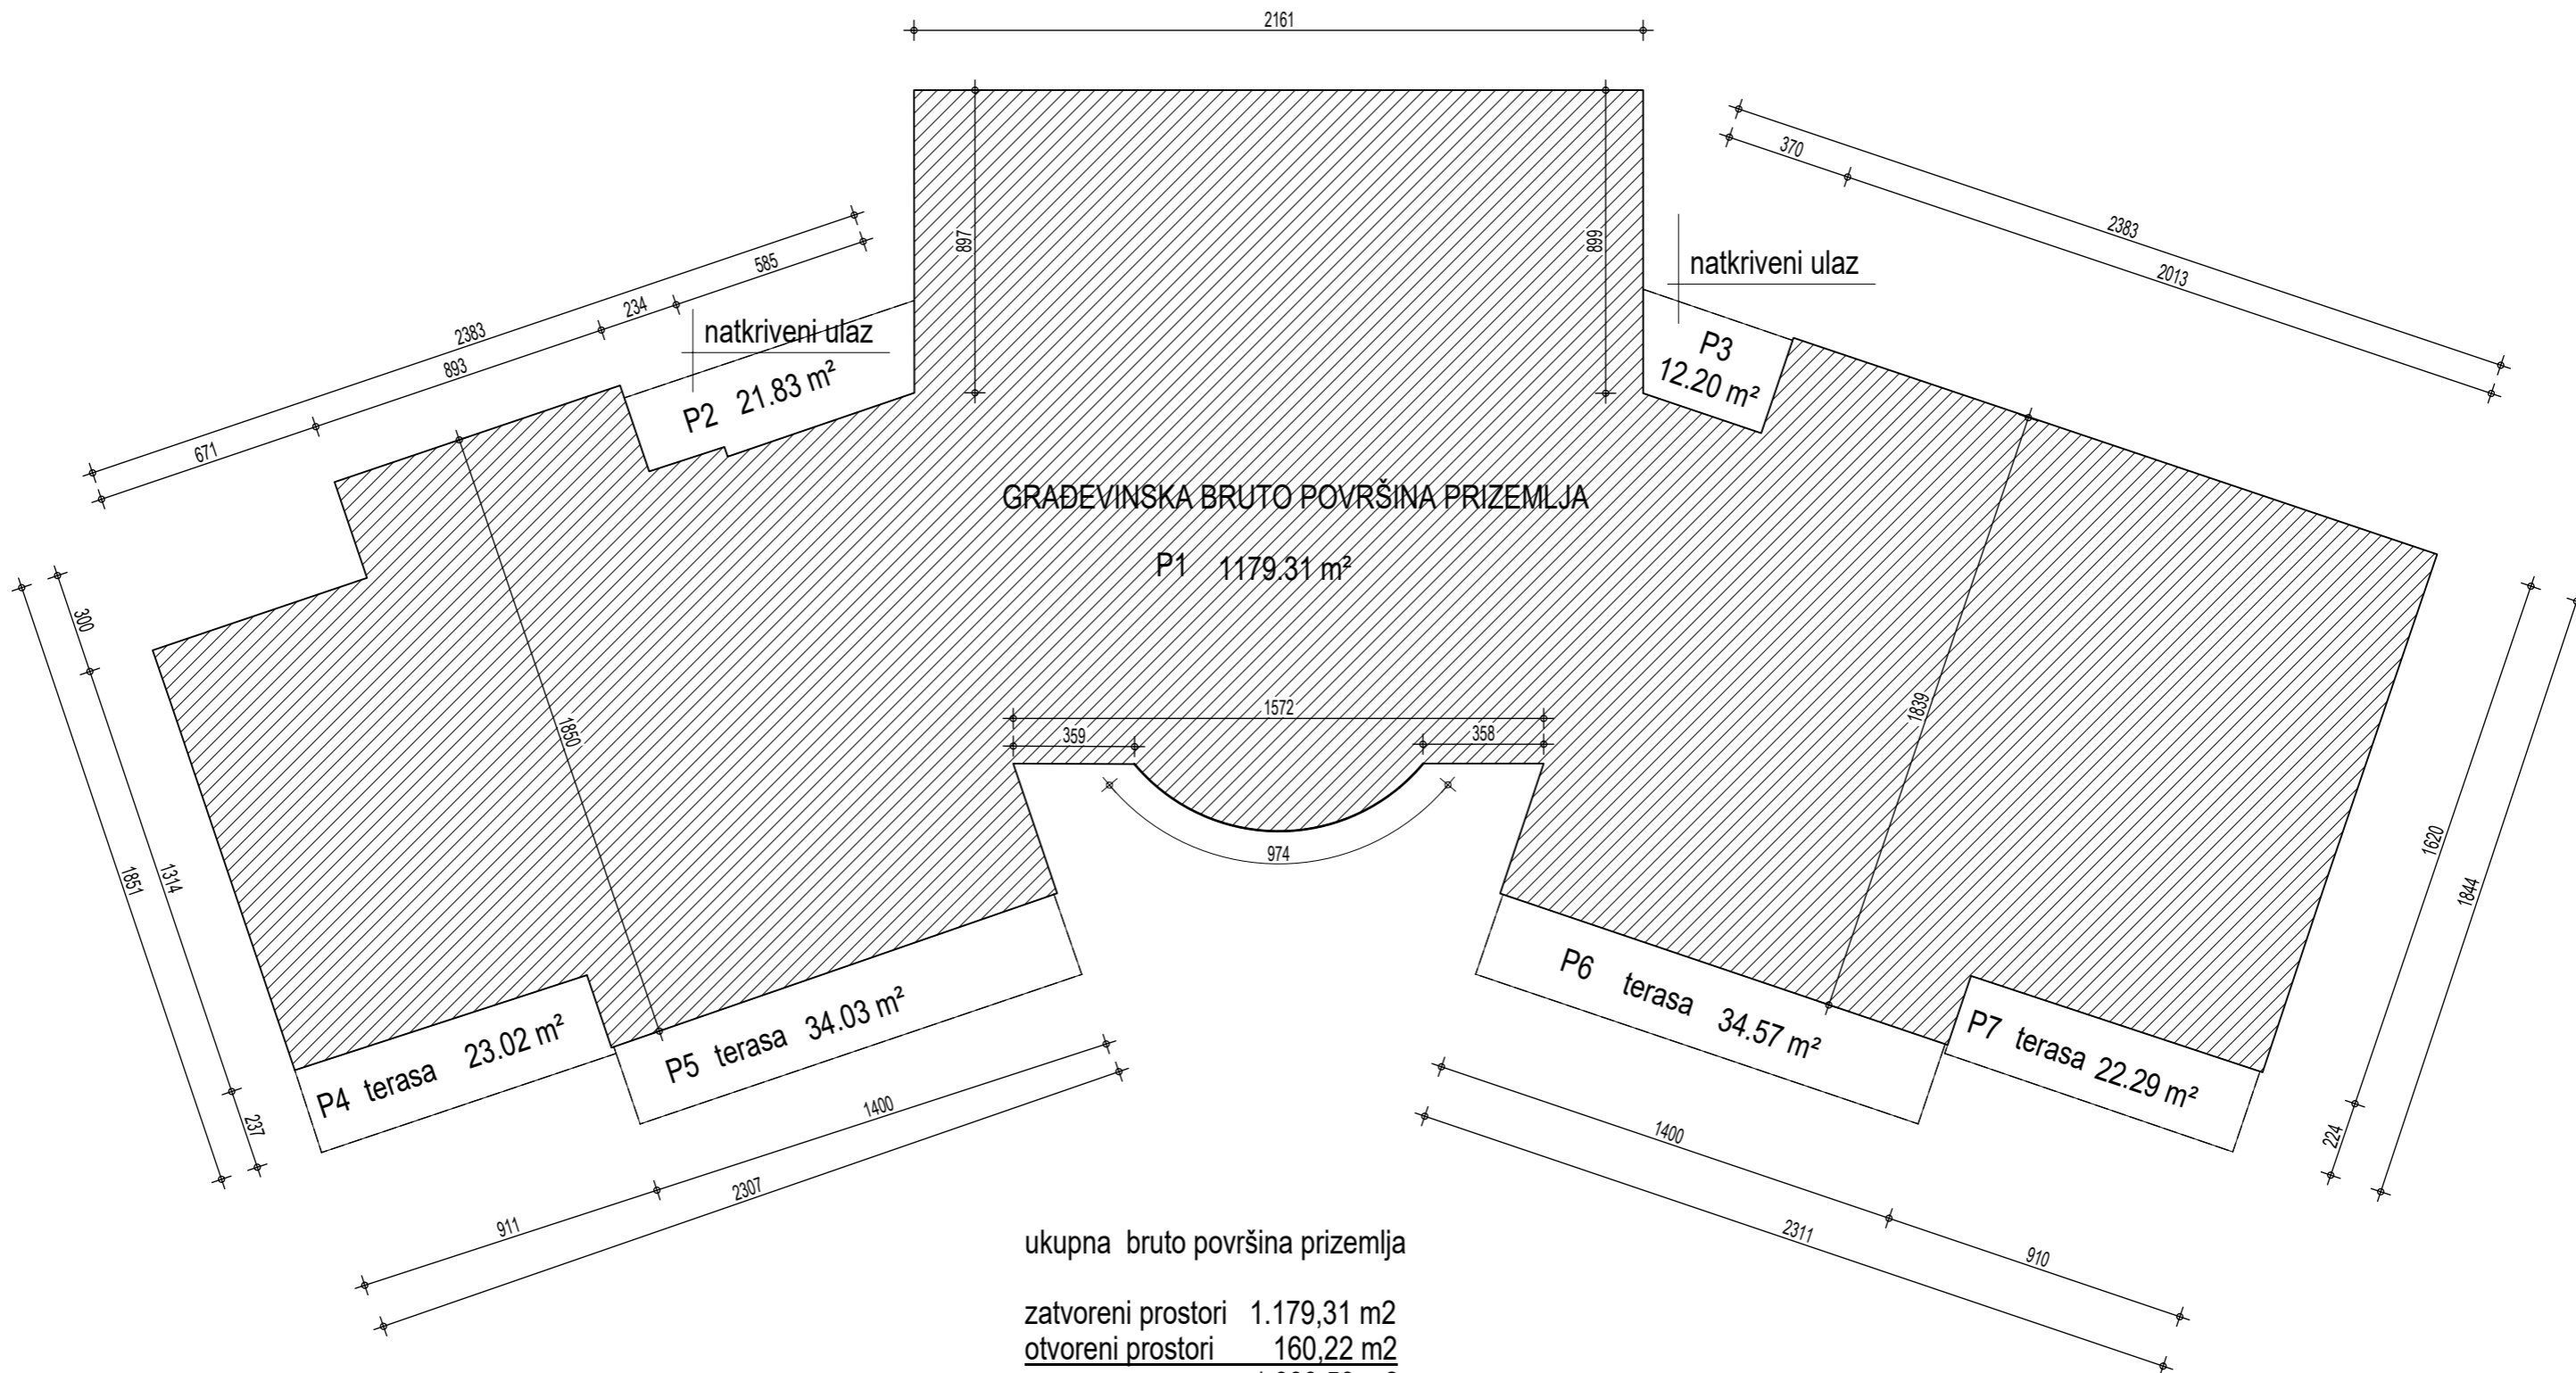 2161
370
2383
2013
897
899
natkriveni ulaz
585
234
2383
893
671
natkriveni ulaz
P2 21.83 m²
P3
12.20 m²
GRAĐEVINSKA BRUTO POVRŠINA PRIZEMLJA
P1 1179.31 m²
300
1314
1851
237
1850
1839
1572
359
358
974
1620
1844
224
P4 terasa 23.02 m²
P5 terasa 34.03 m²
P6 terasa 34.57 m²
P7 terasa 22.29 m²
1400
911
2307
1400
910
2311
ukupna bruto površina prizemlja
zatvoreni prostori 1.179,31 m2
otvoreni prostori 160,22 m2